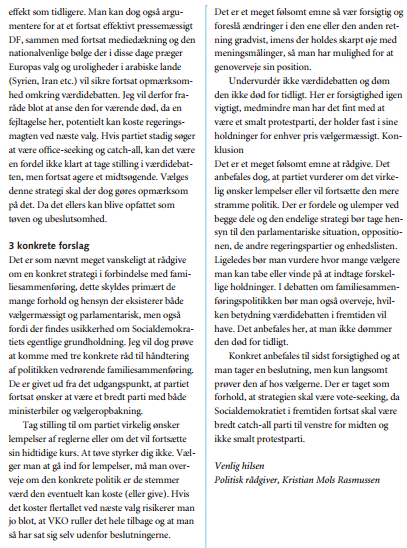 effekt som tidligere. Man kan dog også argu-
mentere for at et fortsat effektivt pressemæssigt
DF, sammen med fortsat mediedækning og den
nationalvenlige bølge der i disse dage præger
Europas valg og uroligheder i arabiske lande
(Syrien, Iran etc.) vil sikre fortsat opmærksom-
hed omkring værdidebatten. Jeg vil derfor fra-
råde blot at anse den for værende død, da en
fejltagelse her, potentielt kan koste regerings-
magten ved næste valg. Hvis partiet stadig søger
at være office-seeking og catch-all, kan det være
en fordel ikke klart at tage stilling i værdidebat-
ten, men fortsat agere et midtsøgende. Vælges
denne strategi skal der dog gøres opmærksom
på det. Da det ellers kan blive opfattet som
tøven og ubeslutsomhed.
3 konkrete forslag
Det er som nævnt meget vanskeligt at rådgive
om en konkret strategi i forbindelse med fami-
liesammenføring, dette skyldes primært de
mange forhold og hensyn der eksisterer både
vælgermæssigt og parlamentarisk, men også
fordi der findes usikkerhed om Socialdemokra-
tiets egentlige grundholdning. Jeg vil dog prøve
at komme med tre konkrete råd til håndtering
af politikken vedrørende familiesammenføring.
De er givet ud fra det udgangspunkt, at partiet
fortsat ønsker at være et bredt parti med både
ministerbiler og vælgeropbakning.
Tag stilling til om partiet virkelig ønsker
lempelser af reglerne eller om det vil fortsætte
sin hidtidige kurs. At tøve styrker dig ikke. Væl-
ger man at gå ind for lempelser, må man over-
veje om den konkrete politik er de stemmer
værd den eventuelt kan koste (eller give). Hvis
det koster flertallet ved næste valg risikerer man
jo blot, at VKO ruller det hele tilbage og at man
så har sat sig selv udenfor beslutningerne.
Det er et meget følsomt emne så vær forsigtig og
foreslå ændringer i den ene eller den anden ret-
ning gradvist, imens der holdes skarpt øje med
meningsmålinger, så man har mulighed for at
genoverveje sin position.
Undervurdér ikke værdidebatten og døm
den ikke død for tidligt. Her er forsigtighed igen
vigtigt, medmindre man har det fint med at
være et smalt protestparti, der holder fast i sine
holdninger for enhver pris vælgermæssigt. Kon-
klusion
Det er et meget følsomt emne at rådgive. Det
anbefales dog, at partiet vurderer om det virke-
lig ønsker lempelser eller vil fortsætte den mere
stramme politik. Der er fordele og ulemper ved
begge dele og den endelige strategi bør tage hen-
syn til den parlamentariske situation, oppositio-
nen, de andre regeringspartier og enhedslisten.
Ligeledes bør man vurdere hvor mange vælgere
man kan tabe eller vinde på at indtage forskel-
lige holdninger. I debatten om familiesammen-
føringspolitikken bør man også overveje, hvil-
ken betydning værdidebatten i fremtiden vil
have. Det anbefales her, at man ikke dømmer
den død for tidligt.
Konkret anbefales til sidst forsigtighed og at
man tager en beslutning, men kun langsomt
prøver den af hos vælgerne. Der er taget som
forhold, at strategien skal være vote-seeking, da
Socialdemokratiet i fremtiden fortsat skal være
bredt catch-all parti til venstre for midten og
ikke smalt protestparti.
Venlig hilsen
Politisk rådgiver, Kristian Mols Rasmussen